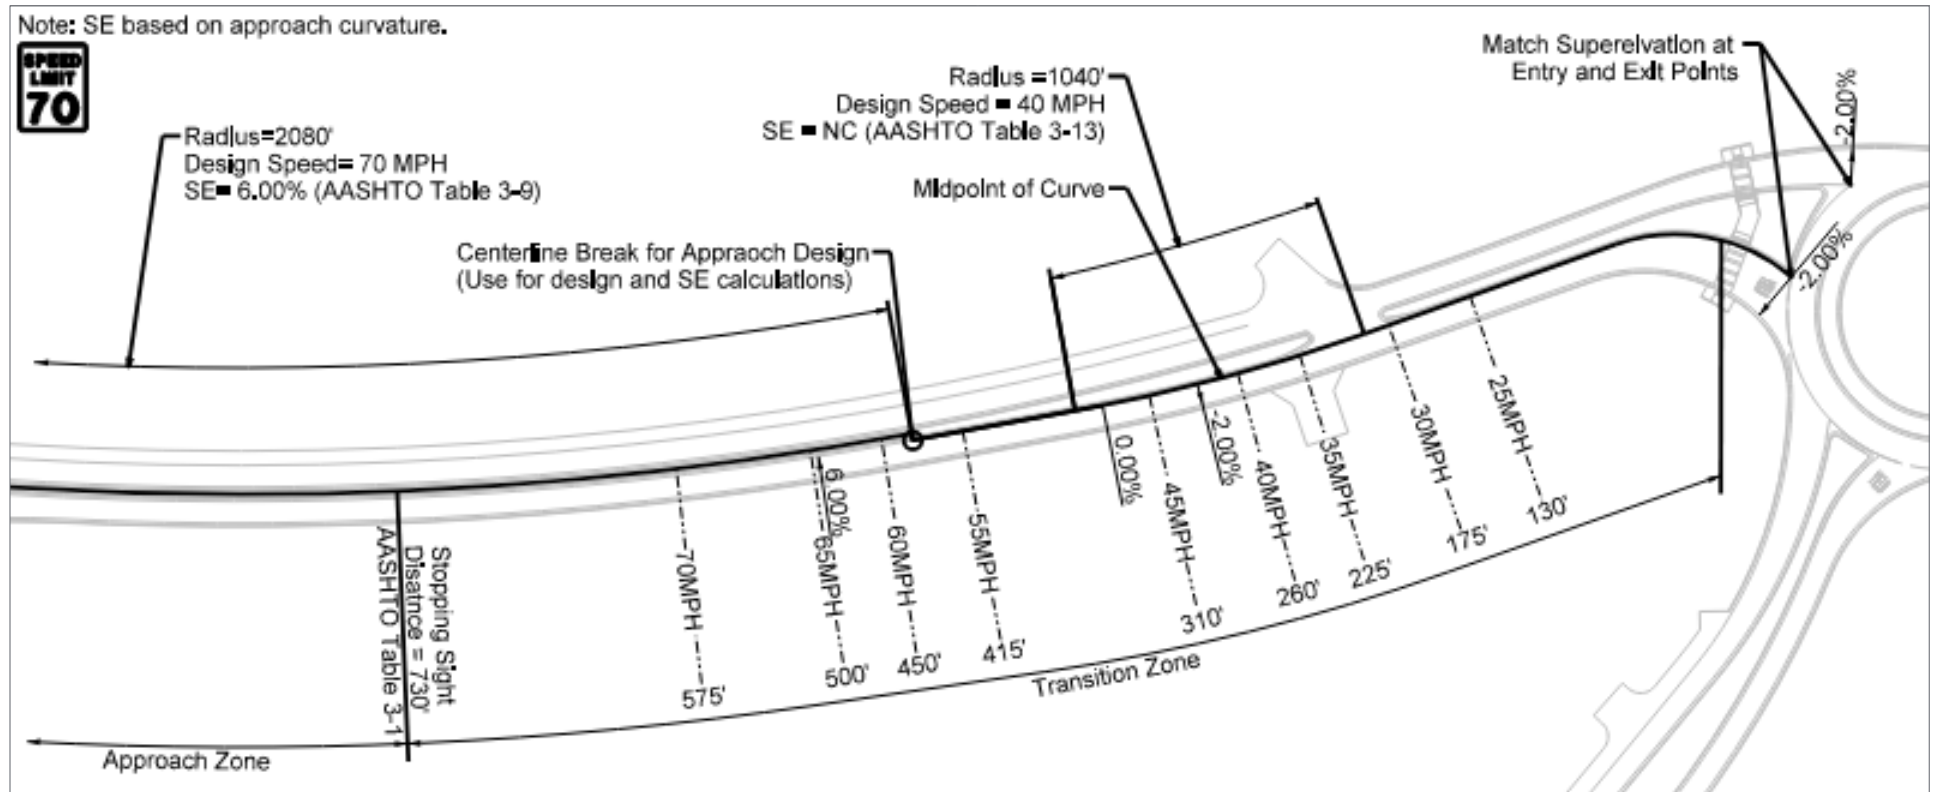 Note: SE based on approach curvature.
SPEED
LIMIT
70
Radius=2080'
Design Speed= 70 MPH
SE= 6.00% (AASHTO Table 3-9)
Radius =1040'
Design Speed = 40 MPH
SE = NC (AASHTO Table 3-13)
Midpoint of Curve
Centerline Break for Appraoch Design
(Use for design and SE calculations)
Match Superelvation at
Entry and Exit Points
-2.00%
-2.00%
6.00%
0.00%
-2.00%
70MPH
65MPH
60MPH
55MPH
45MPH
40MPH
35MPH
30MPH
25MPH
575'
500'
450'
415'
310'
260'
225'
175'
130'
Stopping Sight
Disatnce = 730'
AASHTO Table 3-1
Transition Zone
Approach Zone